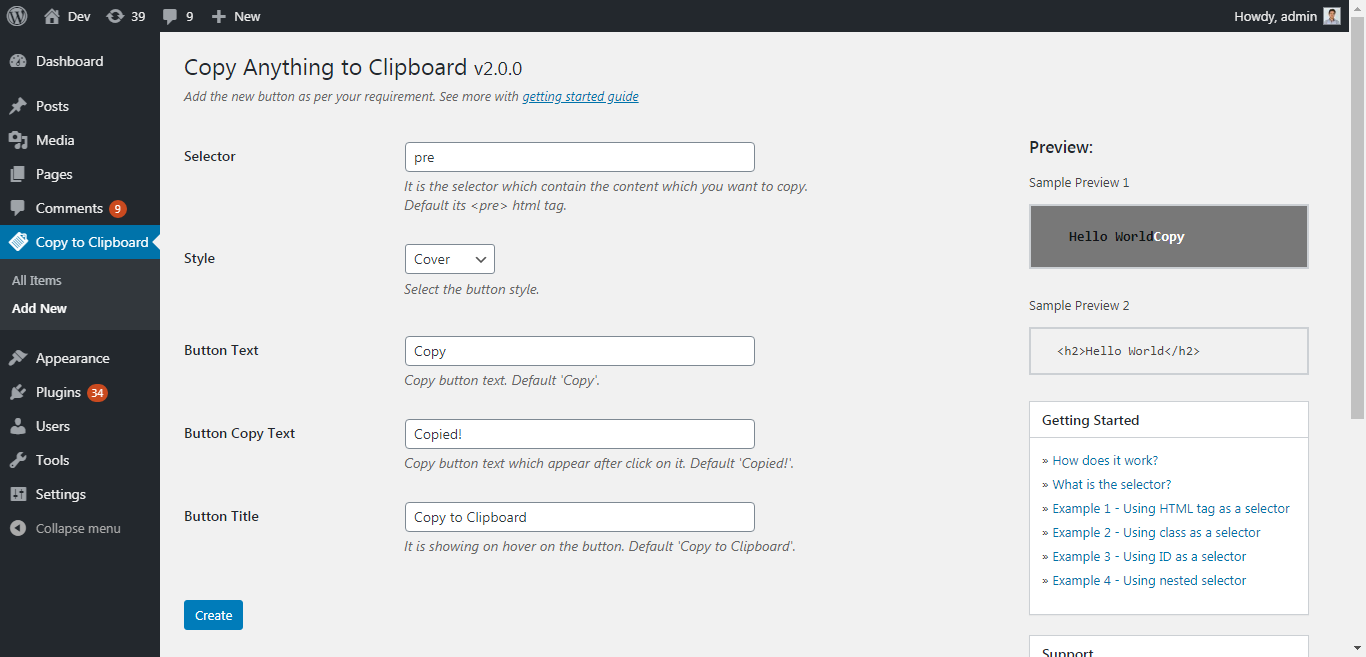 Dev 39 9 New Howdy, admin
Dashboard
Posts
Media
Pages
Comments 9
Copy to Clipboard
All Items
Add New
Appearance
Plugins 34
Users
Tools
Settings
Collapse menu
Copy Anything to Clipboard v2.0.0
Add the new button as per your requirement. See more with getting started guide
Selector
pre
It is the selector which contain the content which you want to copy.
Default its <pre> html tag.
Style
Cover
Select the button style.
Button Text
Copy
Copy button text. Default 'Copy'.
Button Copy Text
Copied!
Copy button text which appear after click on it. Default 'Copied!'.
Button Title
Copy to Clipboard
It is showing on hover on the button. Default 'Copy to Clipboard'.
Create
Preview:
Sample Preview 1
Hello WorldCopy
Sample Preview 2
<h2>Hello World</h2>
Getting Started
» How does it work?
» What is the selector?
» Example 1 - Using HTML tag as a selector
» Example 2 - Using class as a selector
» Example 3 - Using ID as a selector
» Example 4 - Using nested selector
Support